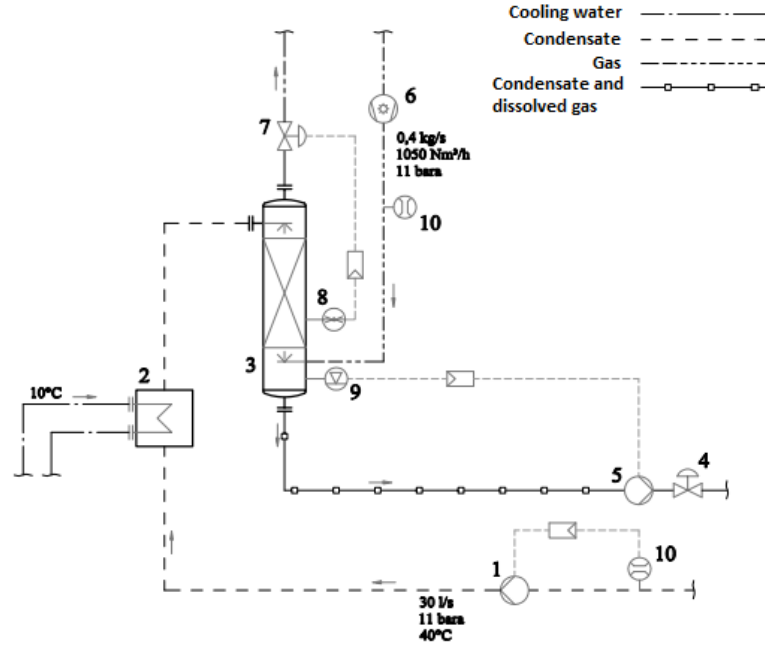 Cooling water
Condensate
Gas
Condensate and
dissolved gas
6
7
0,4 kg/s
1050 Nm³/h
11 bara
10
8
3
9
2
10°C
5
4
10
1
30 l/s
11 bara
40°C